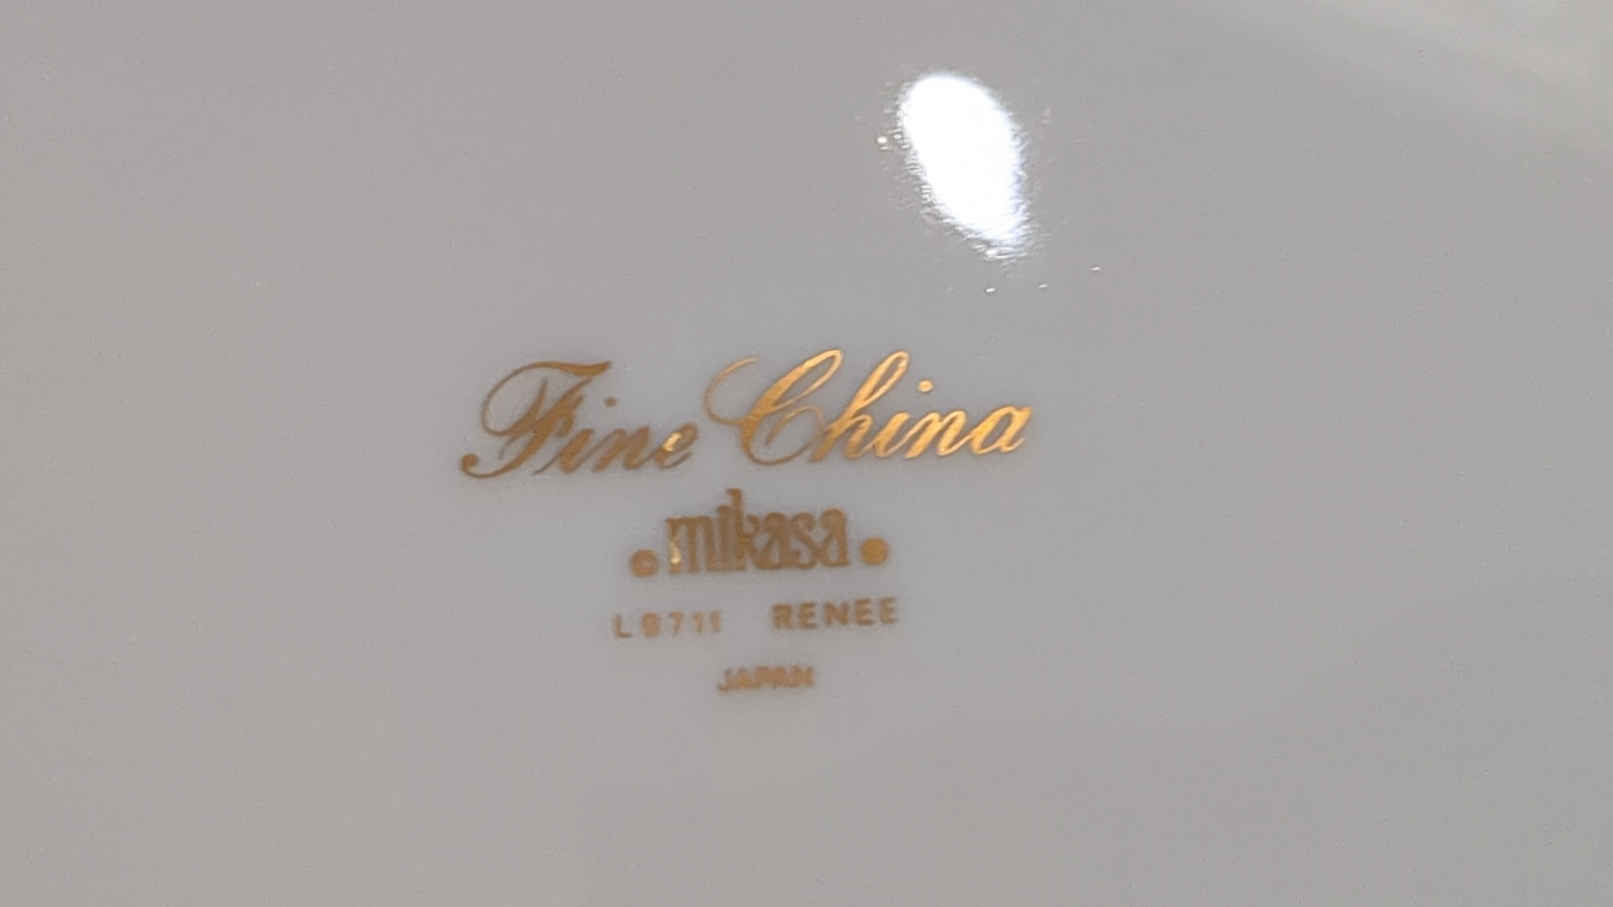 Fine China
© mikasa ●
L9711 RENEE
JAPAN